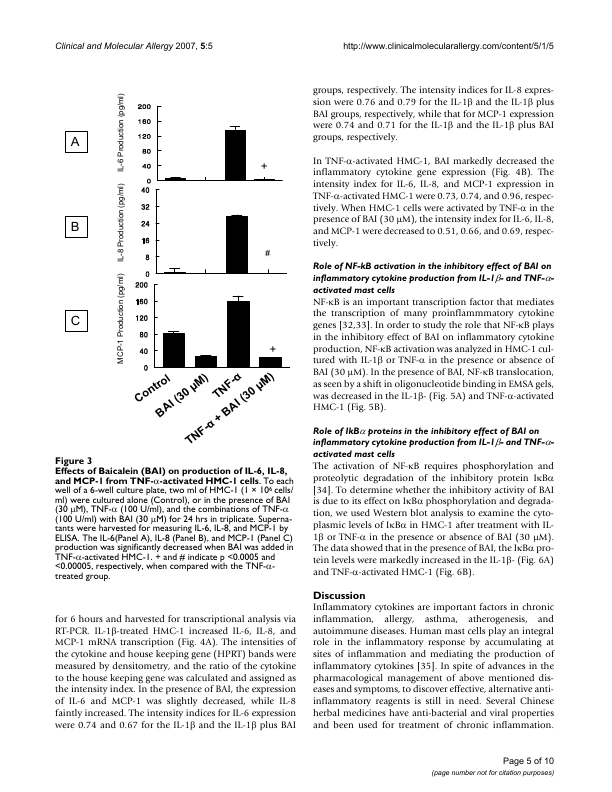 Clinical and Molecular Allergy 2007, 5:5
http://www.clinicalmolecularallergy.com/content/5/1/5
A
IL-6 Production (pg/ml)
200
160
120
80
40
0
+
B
IL-8 Production (pg/ml)
40
32
24
16
8
0
#
C
MCP-1 Production (pg/ml)
200
160
120
80
40
0
+
Control
BAI (30 μM)
TNF-α
TNF-α + BAI (30 μM)
Figure 3
Effects of Baicalein (BAI) on production of IL-6, IL-8,
and MCP-1 from TNF-α-activated HMC-1 cells. To each
well of a 6-well culture plate, two ml of HMC-1 (1 × 10⁶ cells/
ml) were cultured alone (Control), or in the presence of BAI
(30 μM), TNF-α (100 U/ml), and the combinations of TNF-α
(100 U/ml) with BAI (30 μM) for 24 hrs in triplicate. Superna-
tants were harvested for measuring IL-6, IL-8, and MCP-1 by
ELISA. The IL-6(Panel A), IL-8 (Panel B), and MCP-1 (Panel C)
production was significantly decreased when BAI was added in
TNF-α-activated HMC-1. + and # indicate p <0.0005 and
<0.00005, respectively, when compared with the TNF-α-
treated group.
for 6 hours and harvested for transcriptional analysis via
RT-PCR. IL-1β-treated HMC-1 increased IL-6, IL-8, and
MCP-1 mRNA transcription (Fig. 4A). The intensities of
the cytokine and house keeping gene (HPRT) bands were
measured by densitometry, and the ratio of the cytokine
to the house keeping gene was calculated and assigned as
the intensity index. In the presence of BAI, the expression
of IL-6 and MCP-1 was slightly decreased, while IL-8
faintly increased. The intensity indices for IL-6 expression
were 0.74 and 0.67 for the IL-1β and the IL-1β plus BAI
groups, respectively. The intensity indices for IL-8 expres-
sion were 0.76 and 0.79 for the IL-1β and the IL-1β plus
BAI groups, respectively, while that for MCP-1 expression
were 0.74 and 0.71 for the IL-1β and the IL-1β plus BAI
groups, respectively.
In TNF-α-activated HMC-1, BAI markedly decreased the
inflammatory cytokine gene expression (Fig. 4B). The
intensity index for IL-6, IL-8, and MCP-1 expression in
TNF-α-activated HMC-1 were 0.73, 0.74, and 0.96, respec-
tively. When HMC-1 cells were activated by TNF-α in the
presence of BAI (30 μM), the intensity index for IL-6, IL-8,
and MCP-1 were decreased to 0.51, 0.66, and 0.69, respec-
tively.
Role of NF-kB activation in the inhibitory effect of BAI on
inflammatory cytokine production from IL-1β- and TNF-α-
activated mast cells
NF-κB is an important transcription factor that mediates
the transcription of many proinflammmatory cytokine
genes [32,33]. In order to study the role that NF-κB plays
in the inhibitory effect of BAI on inflammatory cytokine
production, NF-κB activation was analyzed in HMC-1 cul-
tured with IL-1β or TNF-α in the presence or absence of
BAI (30 μM). In the presence of BAI, NF-κB translocation,
as seen by a shift in oligonucleotide binding in EMSA gels,
was decreased in the IL-1β- (Fig. 5A) and TNF-α-activated
HMC-1 (Fig. 5B).
Role of IκBα proteins in the inhibitory effect of BAI on
inflammatory cytokine production from IL-1β- and TNF-α-
activated mast cells
The activation of NF-κB requires phosphorylation and
proteolytic degradation of the inhibitory protein IκBα
[34]. To determine whether the inhibitory activity of BAI
is due to its effect on IκBα phosphorylation and degrada-
tion, we used Western blot analysis to examine the cyto-
plasmic levels of IκBα in HMC-1 after treatment with IL-
1β or TNF-α in the presence or absence of BAI (30 μM).
The data showed that in the presence of BAI, the IκBα pro-
tein levels were markedly increased in the IL-1β- (Fig. 6A)
and TNF-α-activated HMC-1 (Fig. 6B).
Discussion
Inflammatory cytokines are important factors in chronic
inflammation, allergy, asthma, atherogenesis, and
autoimmune diseases. Human mast cells play an integral
role in the inflammatory response by accumulating at
sites of inflammation and mediating the production of
inflammatory cytokines [35]. In spite of advances in the
pharmacological management of above mentioned dis-
eases and symptoms, to discover effective, alternative anti-
inflammatory reagents is still in need. Several Chinese
herbal medicines have anti-bacterial and viral properties
and been used for treatment of chronic inflammation.
Page 5 of 10
(page number not for citation purposes)